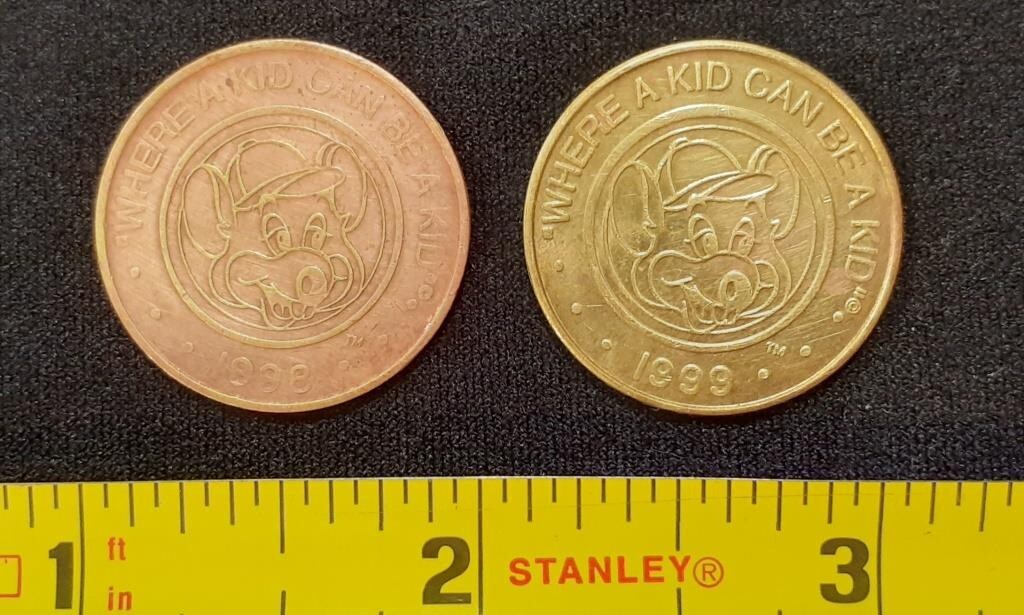 "WHERE A KID CAN BE A KID"©
TM
1998
"WHERE A KID CAN BE A KID"©
TM
1999
1 ft in 2 STANLEY® 3